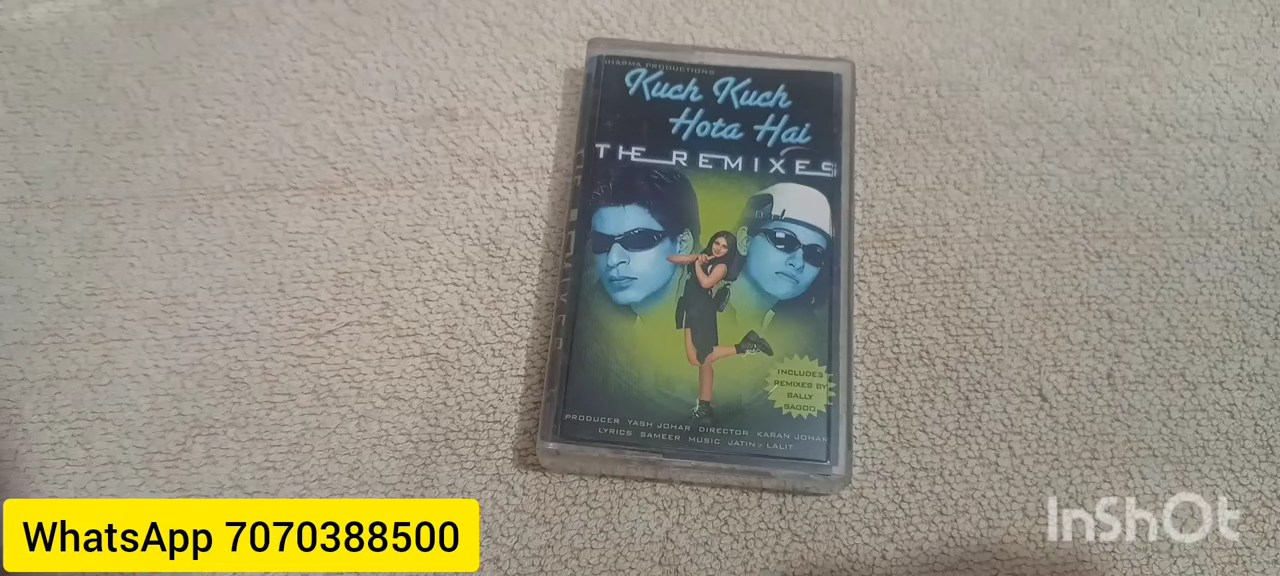 DHARMA PRODUCTIONS
Kuch Kuch
Hota Hai
THE REMIXES
INCLUDES
REMIXES BY
BALLY
SAGOO
PRODUCER YASH JOHAR DIRECTOR KARAN JOHAR
LYRICS SAMEER MUSIC JATIN - LALIT
WhatsApp 7070388500
InShOt